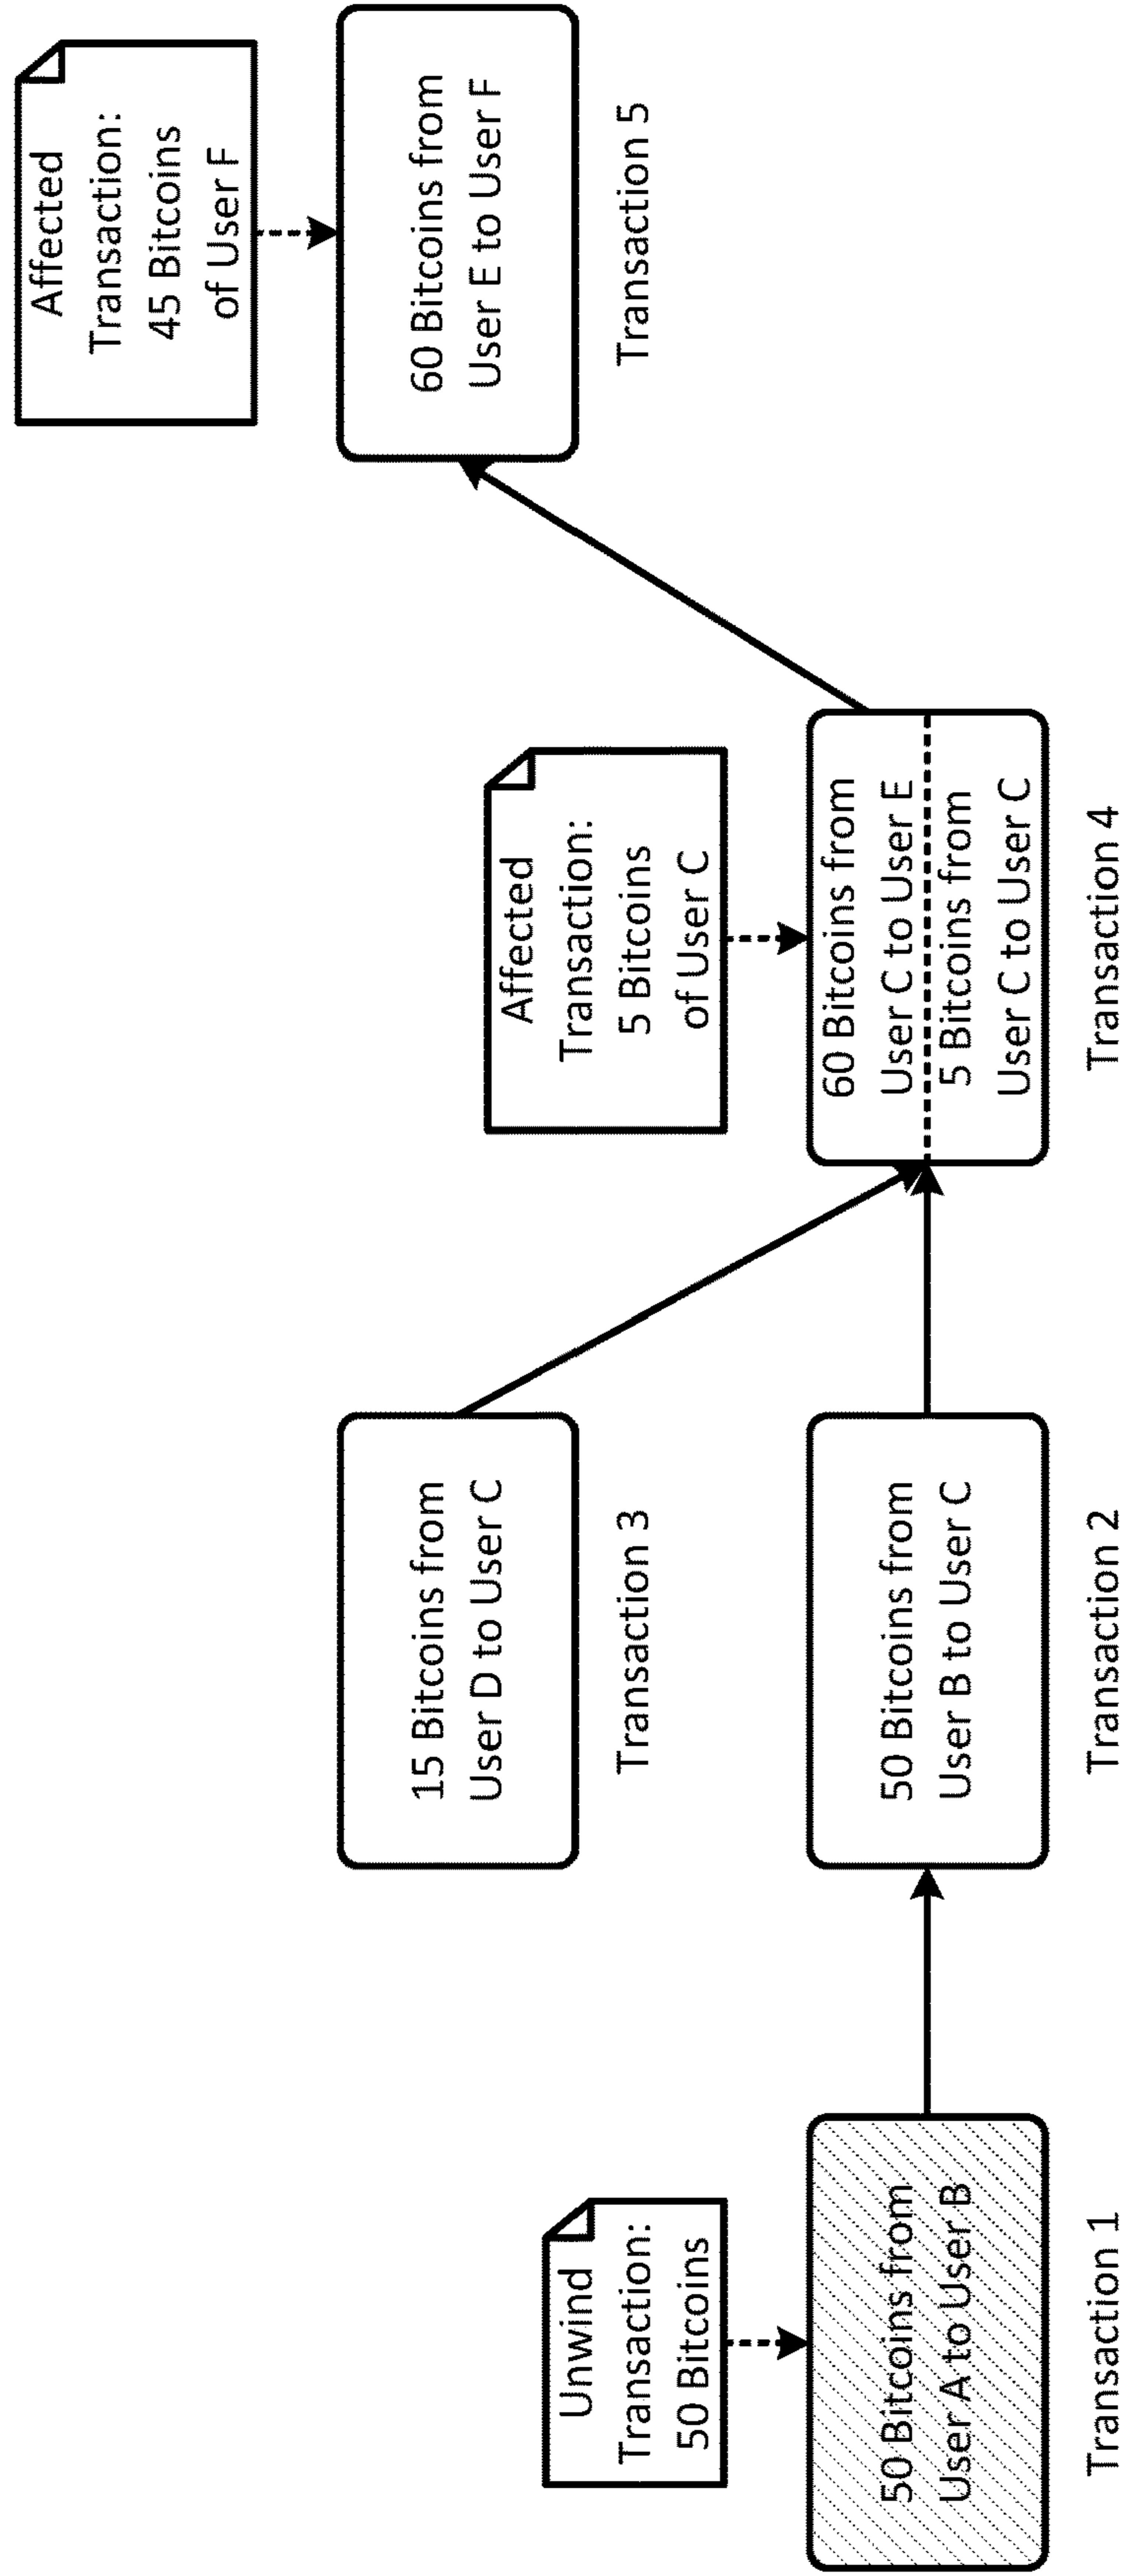 Unwind
Transaction:
50 Bitcoins
50 Bitcoins from
User A to User B
Transaction 1
15 Bitcoins from
User D to User C
Transaction 3
50 Bitcoins from
User B to User C
Transaction 2
Affected
Transaction:
5 Bitcoins
of User C
60 Bitcoins from
User C to User E
5 Bitcoins from
User C to User C
Transaction 4
Affected
Transaction:
45 Bitcoins
of User F
60 Bitcoins from
User E to User F
Transaction 5